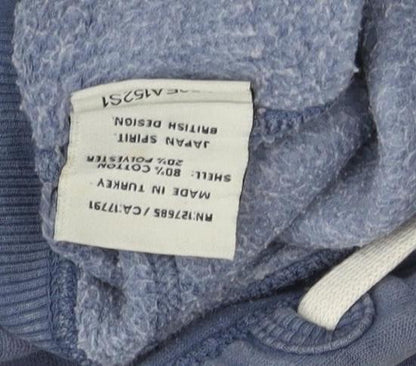 RN:127685 / CA:17791
MADE IN TURKEY
SHELL: 80% COTTON
20% POLYESTER
JAPAN SPIRIT.
BRITISH DESIGN.